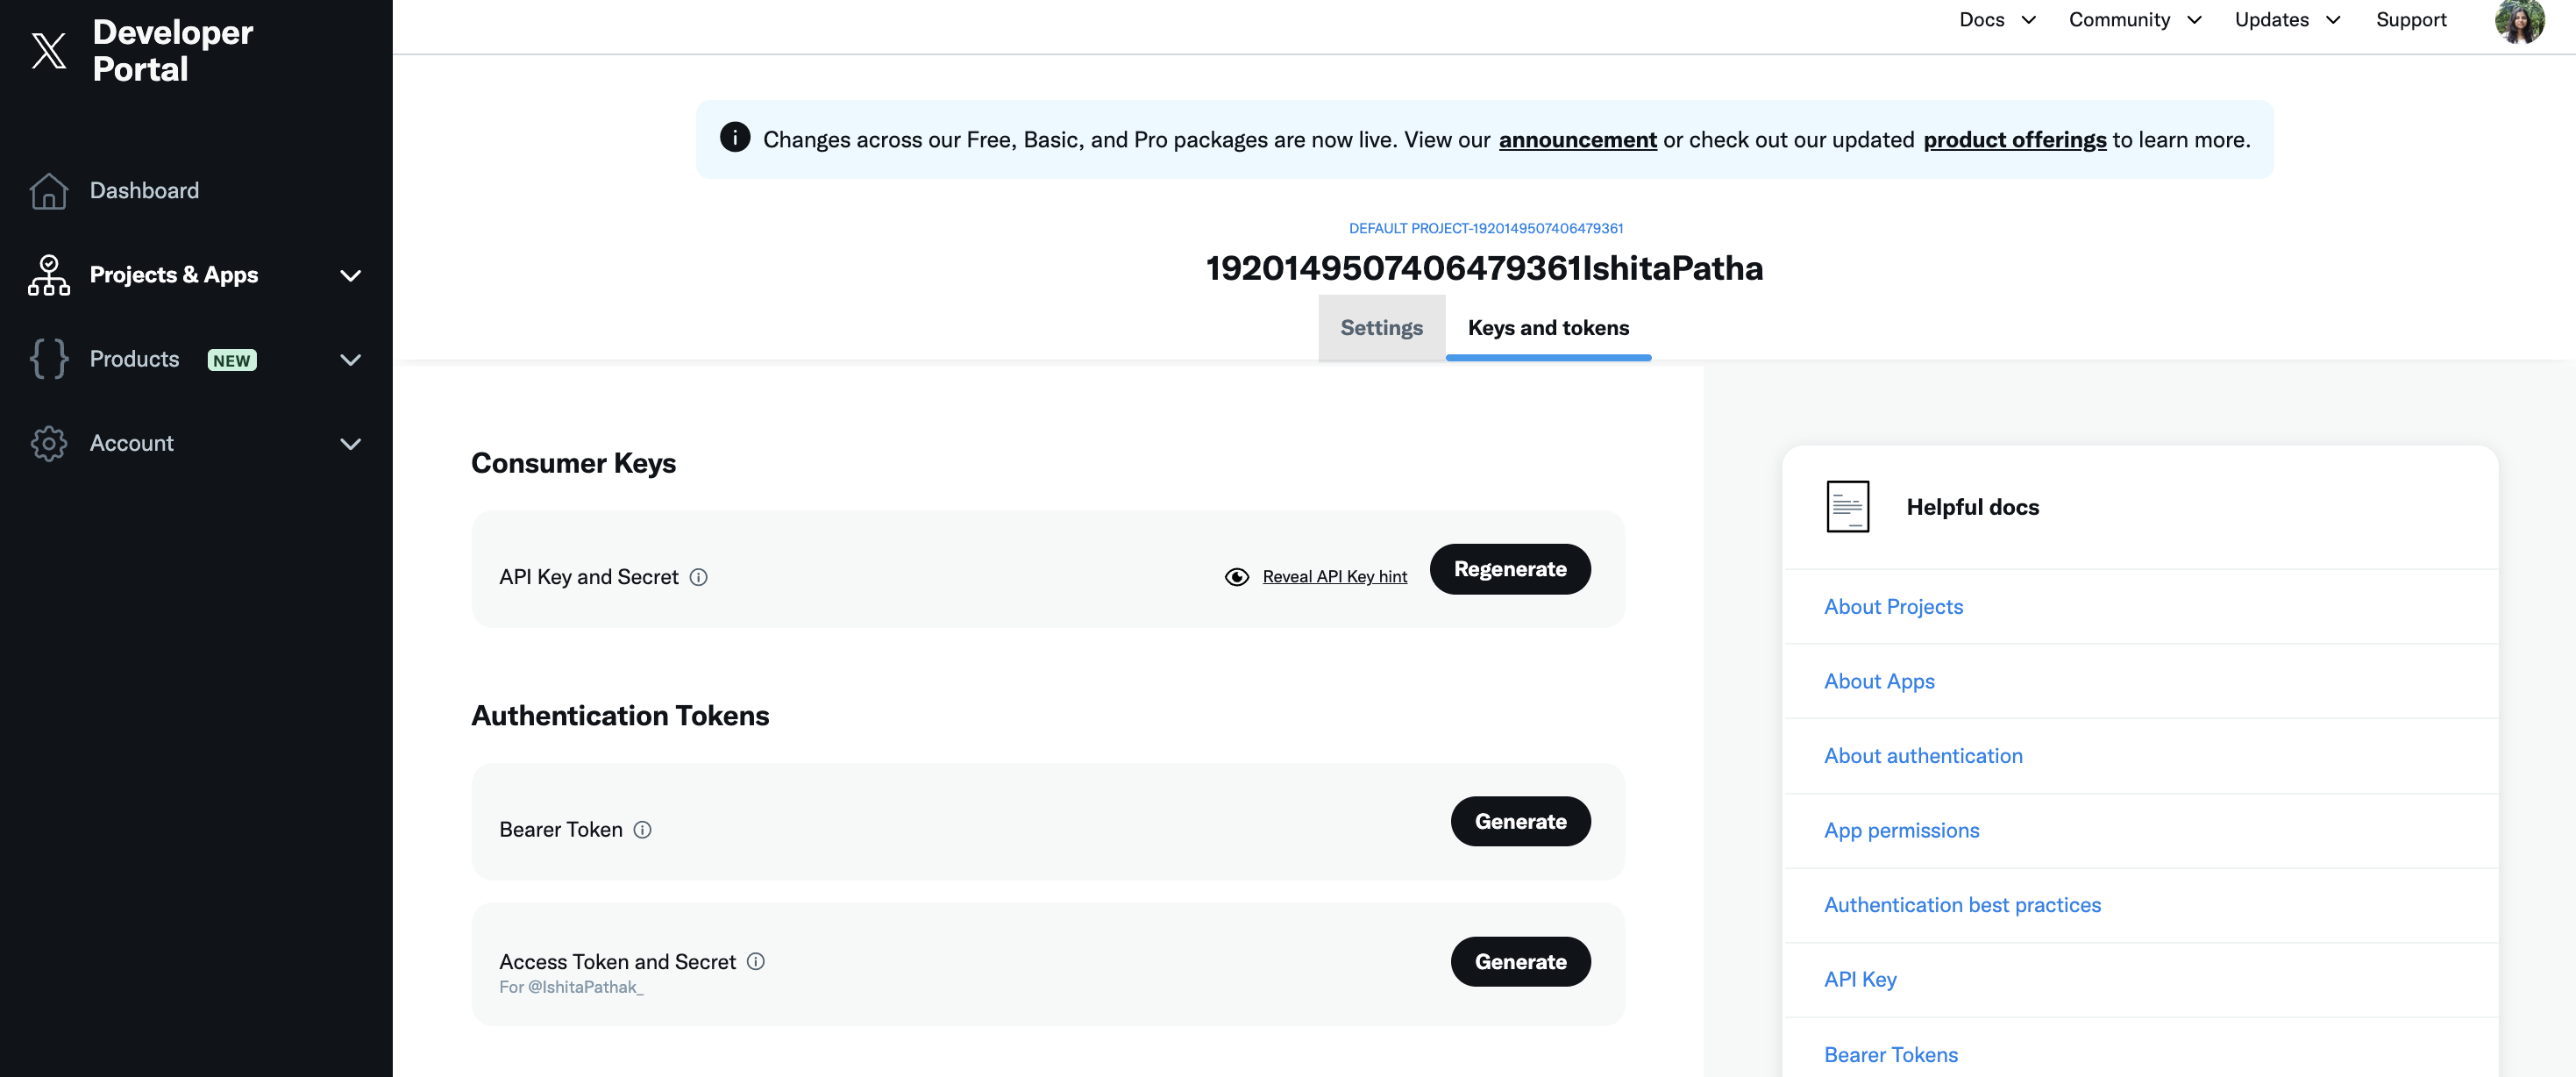 Developer
Portal
Docs
Community
Updates
Support
Dashboard
Projects & Apps
Products NEW
Account
Changes across our Free, Basic, and Pro packages are now live. View our announcement or check out our updated product offerings to learn more.
DEFAULT PROJECT-1920149507406479361
1920149507406479361IshitaPatha
Settings
Keys and tokens
Consumer Keys
API Key and Secret
Reveal API Key hint
Regenerate
Authentication Tokens
Bearer Token
Generate
Access Token and Secret
For @IshitaPathak_
Generate
Helpful docs
About Projects
About Apps
About authentication
App permissions
Authentication best practices
API Key
Bearer Tokens